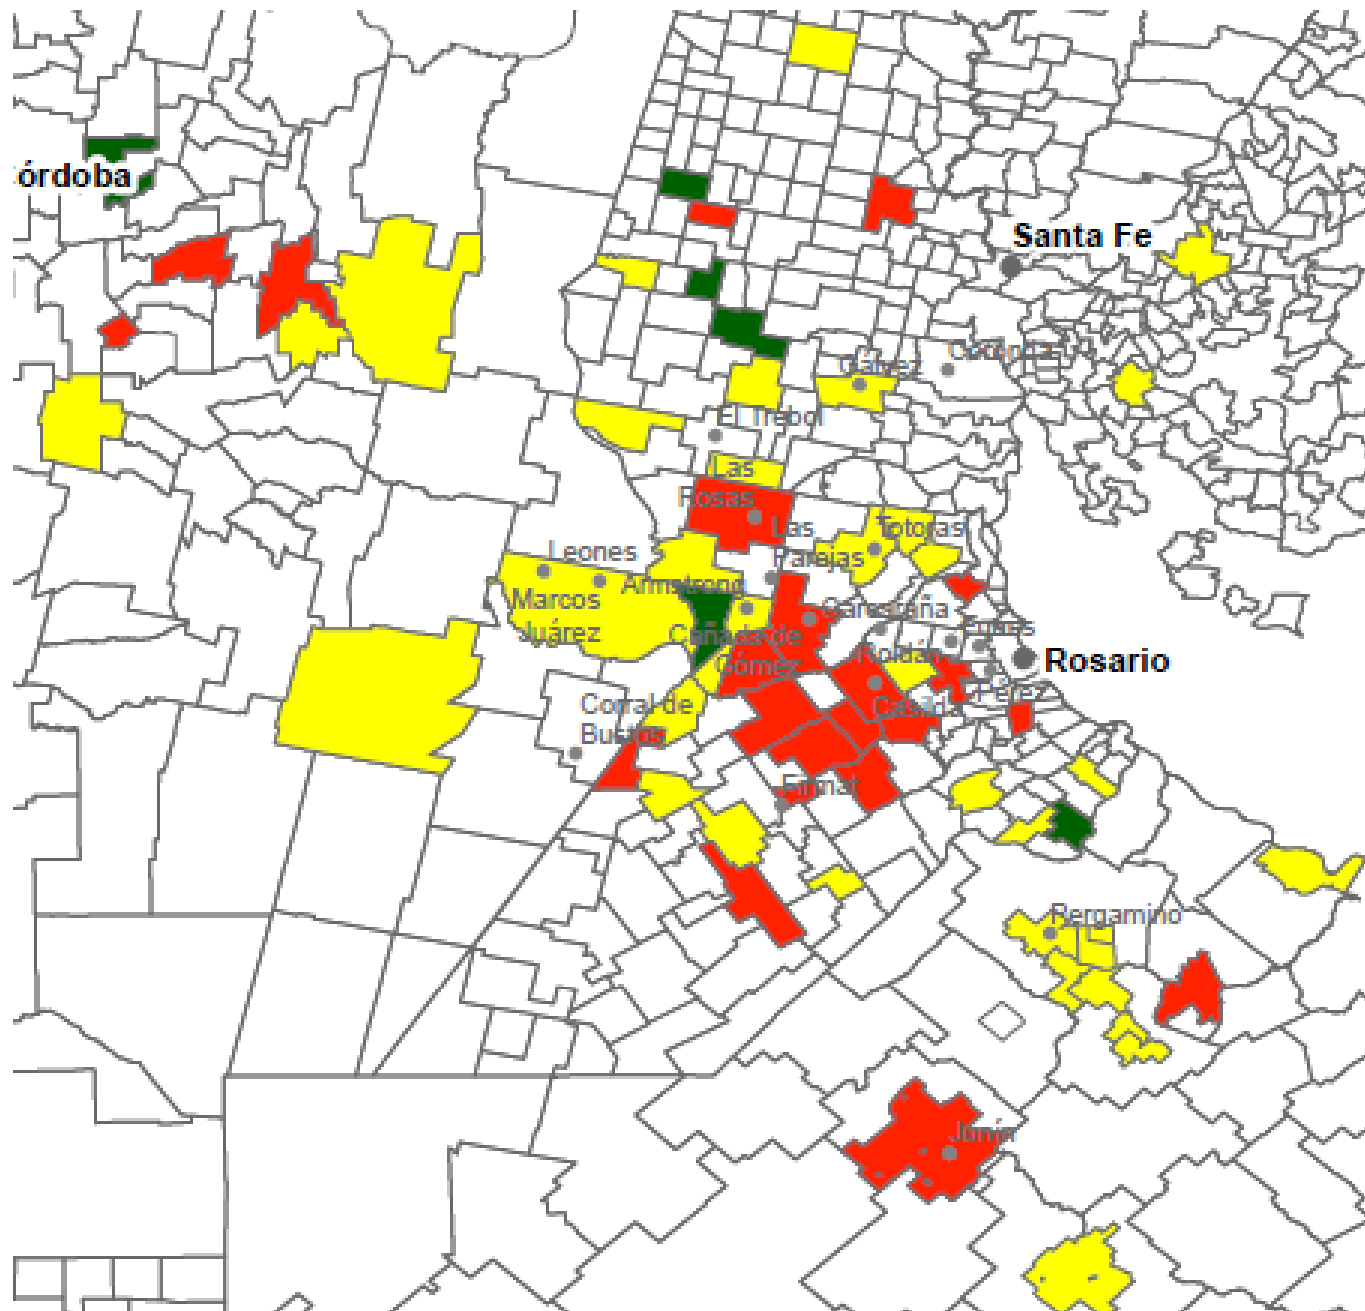 órdoba
Santa Fe
Coronda
Gálvez
El Trébol
Las
Rosas
Las
Parejas
Totoras
Leones
Marcos
Juárez
Armstrong
Carcarañá
Cañada de
Gómez
Funes
Roldán
Rosario
Pérez
Casilda
Corral de
Bustos
Firmat
Pergamino
Junín